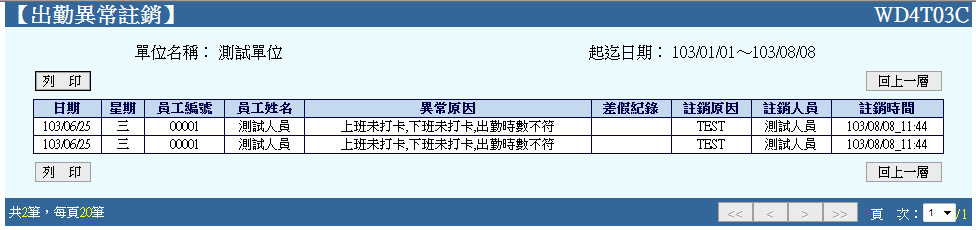 【出勤異常註銷】 WD4T03C
單位名稱： 測試單位 起迄日期： 103/01/01～103/08/08
列 印 回上一層
日期 星期 員工編號 員工姓名 異常原因 差假紀錄 註銷原因 註銷人員 註銷時間
103/06/25 三 00001 測試人員 上班未打卡,下班未打卡,出勤時數不符 TEST 測試人員 103/08/08_11:44
103/06/25 三 00001 測試人員 上班未打卡,下班未打卡,出勤時數不符 TEST 測試人員 103/08/08_11:44
列 印 回上一層
共2筆，每頁20筆 << < > >> 頁 次： 1 /1